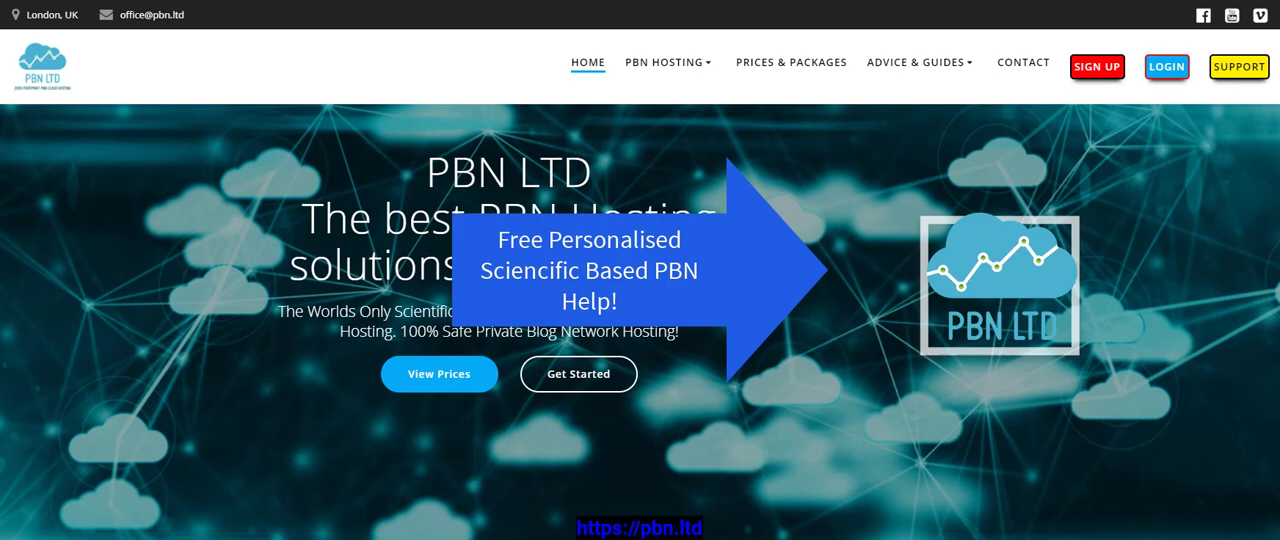 London, UK office@pbn.ltd
PBN LTD
HOME PBN HOSTING PRICES & PACKAGES ADVICE & GUIDES CONTACT SIGN UP LOGIN SUPPORT
PBN LTD
The best PBN Hosting
solutions
Free Personalised
Sciencific Based PBN
Help!
The Worlds Only Scientific
Hosting. 100% Safe Private Blog Network Hosting!
View Prices Get Started
PBN LTD
https://pbn.ltd